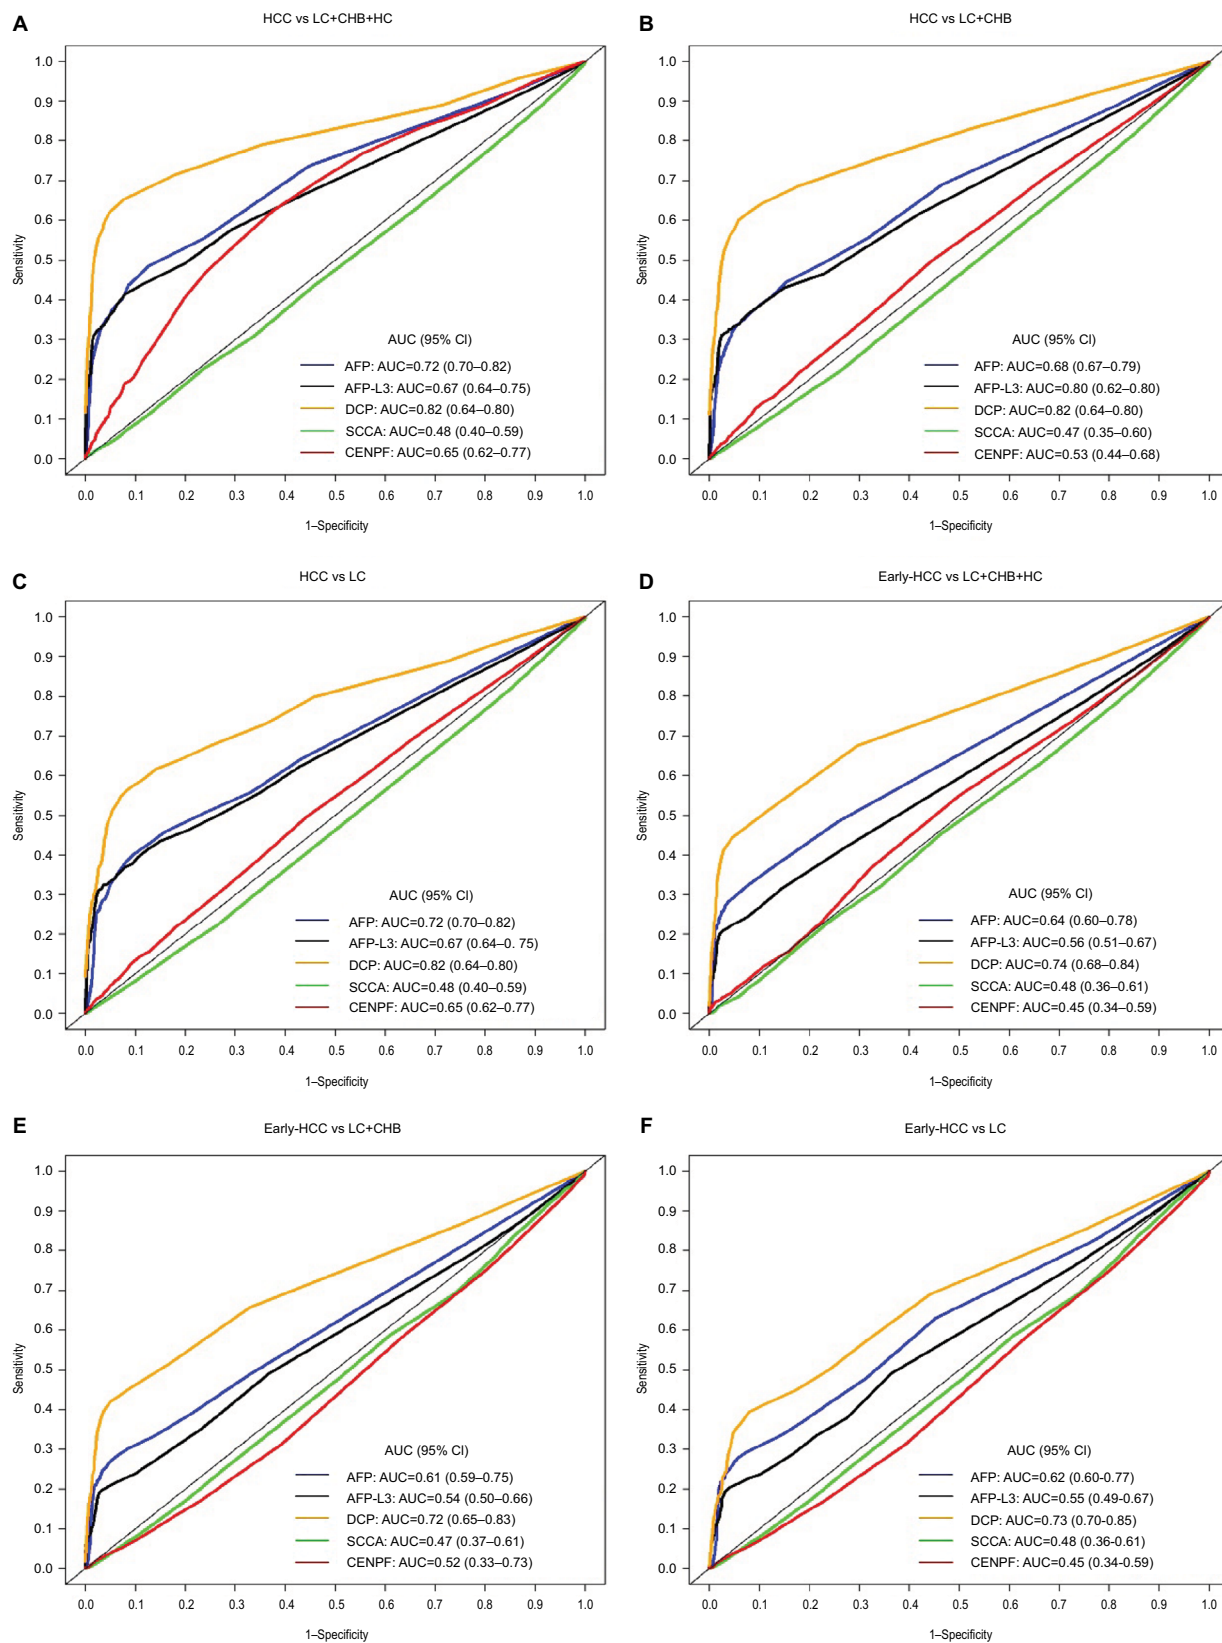 A
HCC vs LC+CHB+HC
1.0
0.9
0.8
0.7
0.6
0.5
0.4
0.3
0.2
0.1
0.0
Sensitivity
AUC (95% CI)
AFP: AUC=0.72 (0.70–0.82)
AFP-L3: AUC=0.67 (0.64–0.75)
DCP: AUC=0.82 (0.64–0.80)
SCCA: AUC=0.48 (0.40–0.59)
CENPF: AUC=0.65 (0.62–0.77)
0.0 0.1 0.2 0.3 0.4 0.5 0.6 0.7 0.8 0.9 1.0
1–Specificity
B
HCC vs LC+CHB
1.0
0.9
0.8
0.7
0.6
0.5
0.4
0.3
0.2
0.1
0.0
Sensitivity
AUC (95% CI)
AFP: AUC=0.68 (0.67–0.79)
AFP-L3: AUC=0.80 (0.62–0.80)
DCP: AUC=0.82 (0.64–0.80)
SCCA: AUC=0.47 (0.35–0.60)
CENPF: AUC=0.53 (0.44–0.68)
0.0 0.1 0.2 0.3 0.4 0.5 0.6 0.7 0.8 0.9 1.0
1–Specificity
C
HCC vs LC
1.0
0.9
0.8
0.7
0.6
0.5
0.4
0.3
0.2
0.1
0.0
Sensitivity
AUC (95% CI)
AFP: AUC=0.72 (0.70–0.82)
AFP-L3: AUC=0.67 (0.64–0. 75)
DCP: AUC=0.82 (0.64–0.80)
SCCA: AUC=0.48 (0.40–0.59)
CENPF: AUC=0.65 (0.62–0.77)
0.0 0.1 0.2 0.3 0.4 0.5 0.6 0.7 0.8 0.9 1.0
1–Specificity
D
Early-HCC vs LC+CHB+HC
1.0
0.9
0.8
0.7
0.6
0.5
0.4
0.3
0.2
0.1
0.0
Sensitivity
AUC (95% CI)
AFP: AUC=0.64 (0.60–0.78)
AFP-L3: AUC=0.56 (0.51–0.67)
DCP: AUC=0.74 (0.68–0.84)
SCCA: AUC=0.48 (0.36–0.61)
CENPF: AUC=0.45 (0.34–0.59)
0.0 0.1 0.2 0.3 0.4 0.5 0.6 0.7 0.8 0.9 1.0
1–Specificity
E
Early-HCC vs LC+CHB
1.0
0.9
0.8
0.7
0.6
0.5
0.4
0.3
0.2
0.1
0.0
Sensitivity
AUC (95% CI)
AFP: AUC=0.61 (0.59–0.75)
AFP-L3: AUC=0.54 (0.50–0.66)
DCP: AUC=0.72 (0.65–0.83)
SCCA: AUC=0.47 (0.37–0.61)
CENPF: AUC=0.52 (0.33–0.73)
0.0 0.1 0.2 0.3 0.4 0.5 0.6 0.7 0.8 0.9 1.0
1–Specificity
F
Early-HCC vs LC
1.0
0.9
0.8
0.7
0.6
0.5
0.4
0.3
0.2
0.1
0.0
Sensitivity
AUC (95% CI)
AFP: AUC=0.62 (0.60-0.77)
AFP-L3: AUC=0.55 (0.49-0.67)
DCP: AUC=0.73 (0.70-0.85)
SCCA: AUC=0.48 (0.36-0.61)
CENPF: AUC=0.45 (0.34-0.59)
0.0 0.1 0.2 0.3 0.4 0.5 0.6 0.7 0.8 0.9 1.0
1–Specificity